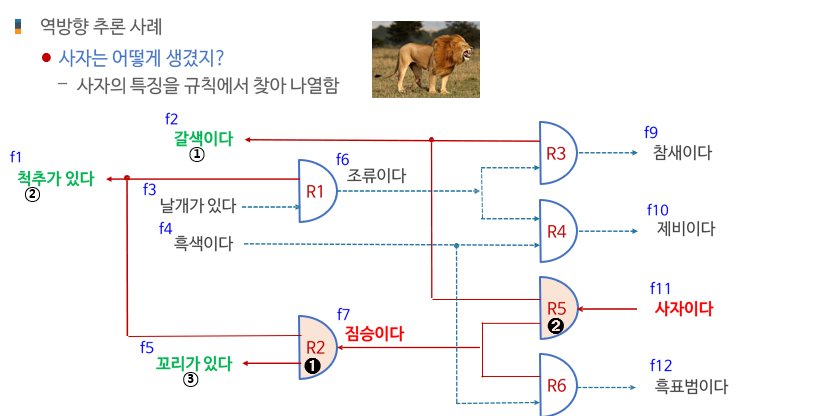 역방향 추론 사례
사자는 어떻게 생겼지?
– 사자의 특징을 규칙에서 찾아 나열함
f2
갈색이다
①
f1
척추가 있다
②
f3
날개가 있다
f4
흑색이다
R1
f6
조류이다
R3
f9
참새이다
R4
f10
제비이다
f11
사자이다
R5
❷
f7
짐승이다
R2
❶
f5
꼬리가 있다
③
R6
f12
흑표범이다